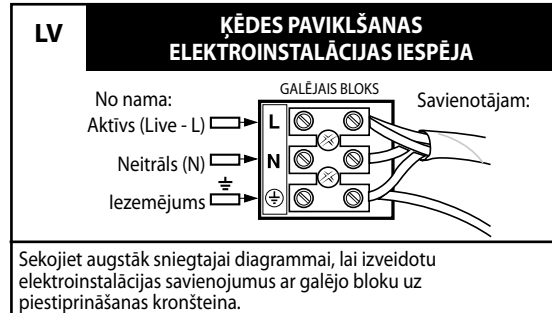 LV
ĶĒDES PAVIKLŠANAS
ELEKTROINSTALĀCIJAS IESPĒJA
GALĒJAIS BLOKS
No nama:
Savienotājam:
Aktīvs (Live - L)
L
Neitrāls (N)
N
Iezemējums
Sekojiet augstāk sniegtajai diagrammai, lai izveidotu
elektroinstalācijas savienojumus ar galējo bloku uz
piestiprināšanas kronšteina.